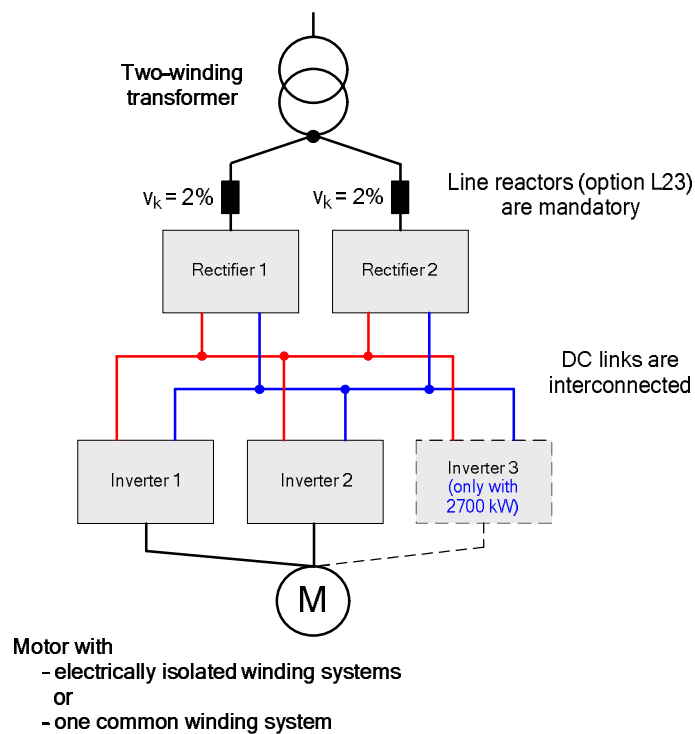 Two-winding
transformer
vk = 2%
vk = 2%
Line reactors (option L23)
are mandatory
Rectifier 1
Rectifier 2
DC links are
interconnected
Inverter 1
Inverter 2
Inverter 3
(only with
2700 kW)
M
Motor with
- electrically isolated winding systems
or
- one common winding system